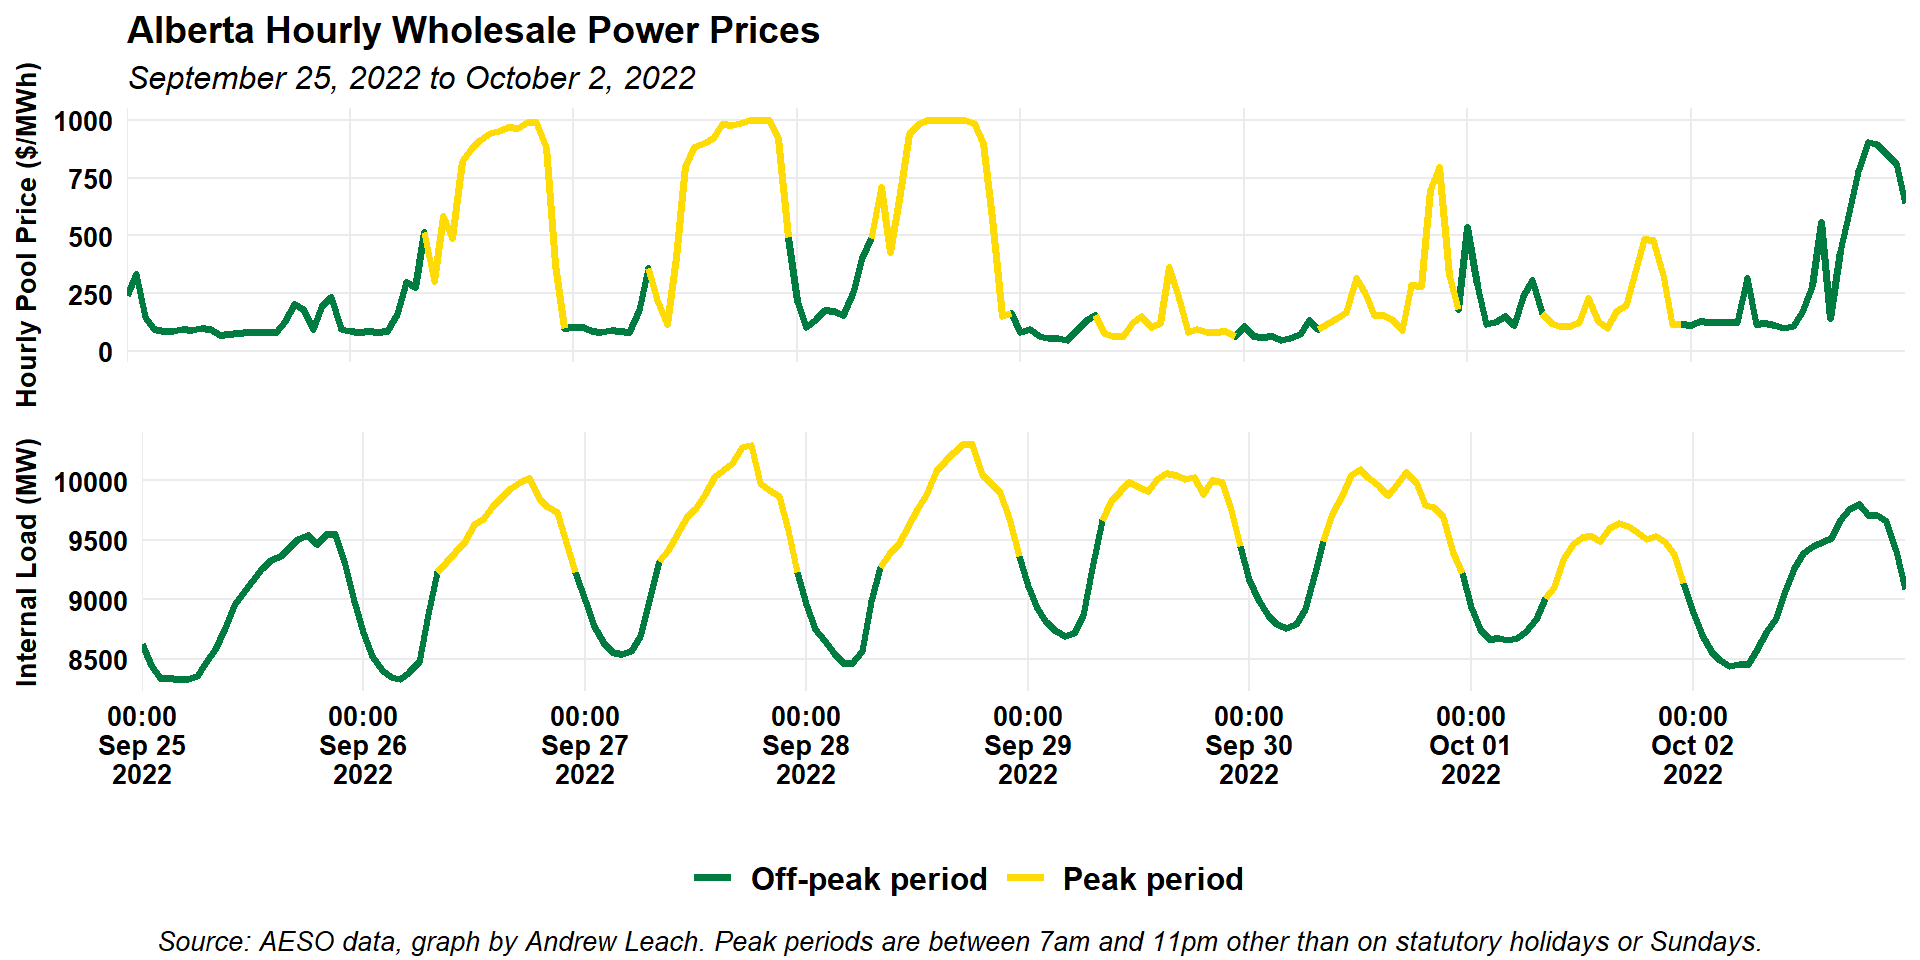 Alberta Hourly Wholesale Power Prices
September 25, 2022 to October 2, 2022
Hourly Pool Price ($/MWh)
1000
750
500
250
0
Internal Load (MW)
10000
9500
9000
8500
00:00 00:00 00:00 00:00 00:00 00:00 00:00 00:00
Sep 25 Sep 26 Sep 27 Sep 28 Sep 29 Sep 30 Oct 01 Oct 02
2022 2022 2022 2022 2022 2022 2022 2022
Off-peak period Peak period
Source: AESO data, graph by Andrew Leach. Peak periods are between 7am and 11pm other than on statutory holidays or Sundays.